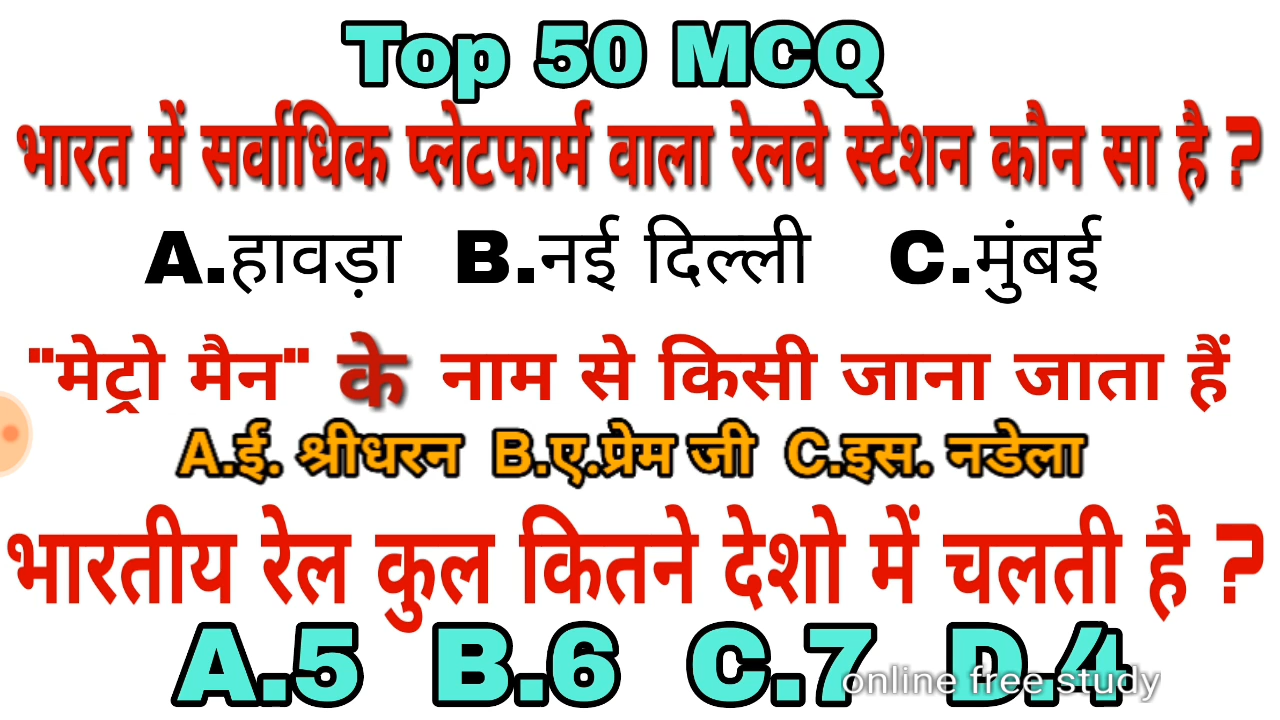 Top 50 MCQ
भारत में सर्वाधिक प्लेटफार्म वाला रेलवे स्टेशन कौन सा है ?
A.हावड़ा B.नई दिल्ली C.मुंबई
"मेट्रो मैन" के नाम से किसी जाना जाता हैं
A.ई. श्रीधरन B.ए.प्रेम जी C.इस. नडेला
भारतीय रेल कुल कितने देशो में चलती है ?
A.5 B.6 C.7 D.4
online free study